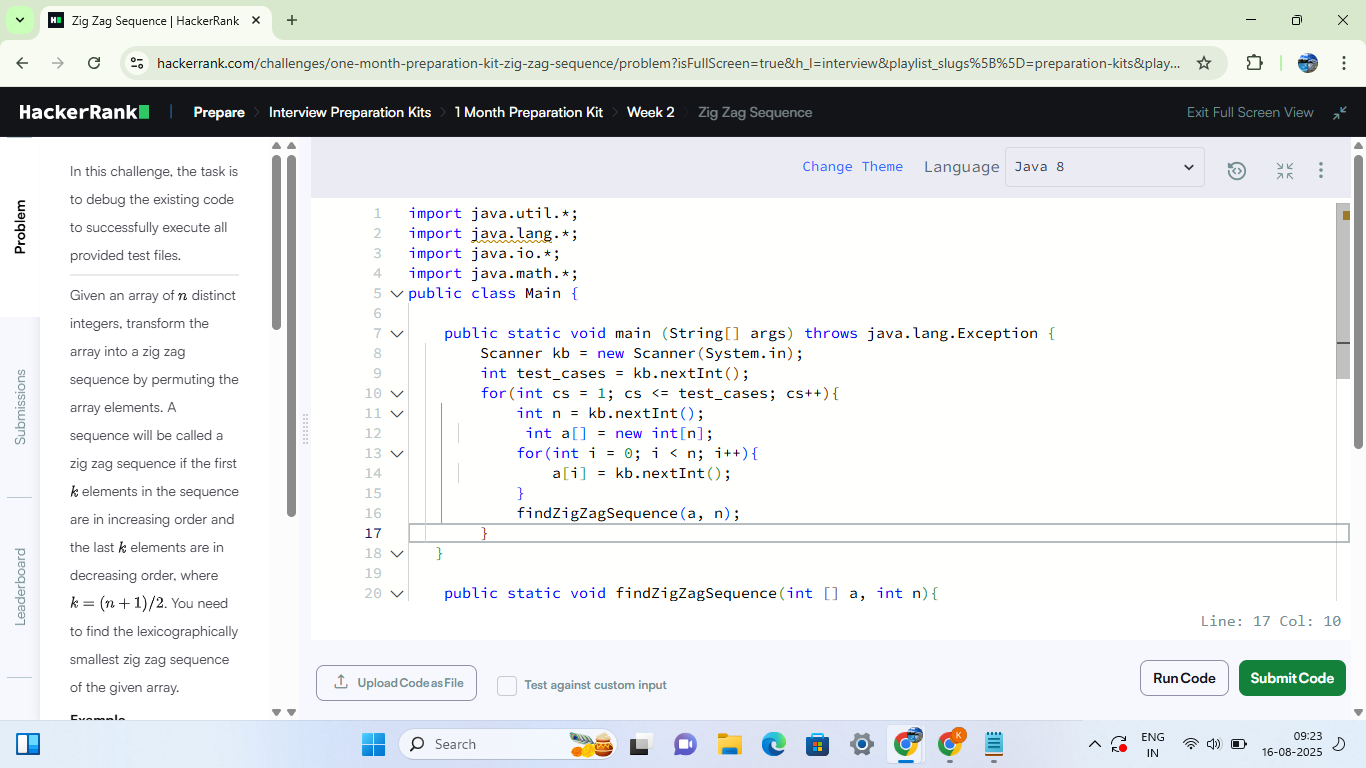 Zig Zag Sequence | HackerRank
hackerrank.com/challenges/one-month-preparation-kit-zig-zag-sequence/problem?isFullScreen=true&h_l=interview&playlist_slugs%5B%5D=preparation-kits&play...
HackerRank
Prepare
Interview Preparation Kits
1 Month Preparation Kit
Week 2
Zig Zag Sequence
Exit Full Screen View
Problem
Submissions
Leaderboard
In this challenge, the task is
to debug the existing code
to successfully execute all
provided test files.
Given an array of n distinct
integers, transform the
array into a zig zag
sequence by permuting the
array elements. A
sequence will be called a
zig zag sequence if the first
k elements in the sequence
are in increasing order and
the last k elements are in
decreasing order, where
k = (n + 1)/2. You need
to find the lexicographically
smallest zig zag sequence
of the given array.
Example
Change Theme
Language
Java 8
1 import java.util.*;
2 import java.lang.*;
3 import java.io.*;
4 import java.math.*;
5 public class Main {
6
7 public static void main (String[] args) throws java.lang.Exception {
8 Scanner kb = new Scanner(System.in);
9 int test_cases = kb.nextInt();
10 for(int cs = 1; cs <= test_cases; cs++){
11 int n = kb.nextInt();
12 int a[] = new int[n];
13 for(int i = 0; i < n; i++){
14 a[i] = kb.nextInt();
15 }
16 findZigZagSequence(a, n);
17 }
18 }
19
20 public static void findZigZagSequence(int [] a, int n){
Line: 17 Col: 10
Upload Code as File
Test against custom input
Run Code
Submit Code
Search
K
ENG
IN
09:23
16-08-2025